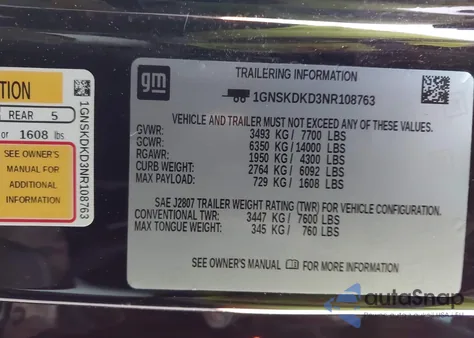 TION
REAR 5
or 1608 lbs
SEE OWNER'S
MANUAL FOR
ADDITIONAL
INFORMATION
1GNSKDKD3NR108763
gm
TRAILERING INFORMATION
1GNSKDKD3NR108763
VEHICLE AND TRAILER MUST NOT EXCEED ANY OF THESE VALUES.
GVWR: 3493 KG / 7700 LBS
GCWR: 6350 KG / 14000 LBS
RGAWR: 1950 KG / 4300 LBS
CURB WEIGHT: 2764 KG / 6092 LBS
MAX PAYLOAD: 729 KG / 1608 LBS
SAE J2807 TRAILER WEIGHT RATING (TWR) FOR VEHICLE CONFIGURATION.
CONVENTIONAL TWR: 3447 KG / 7600 LBS
MAX TONGUE WEIGHT: 345 KG / 760 LBS
SEE OWNER'S MANUAL FOR MORE INFORMATION
autoSnap